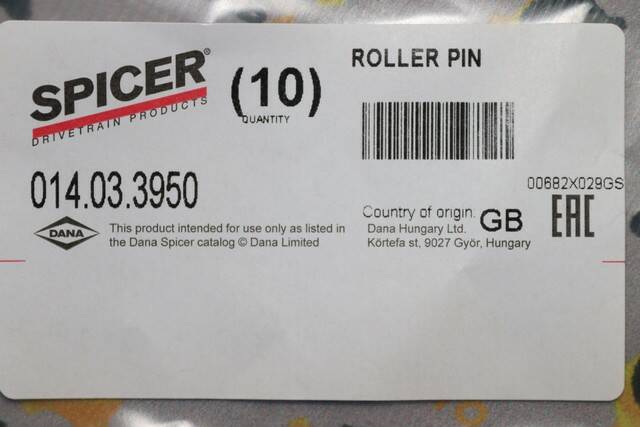 SPICER®
DRIVETRAIN PRODUCTS
(10)
QUANTITY
ROLLER PIN
00682X029GS
014.03.3950
DANA
This product intended for use only as listed in
the Dana Spicer catalog © Dana Limited
Country of origin: GB
Dana Hungary Ltd.
Körtefa st, 9027 Győr, Hungary
EAC